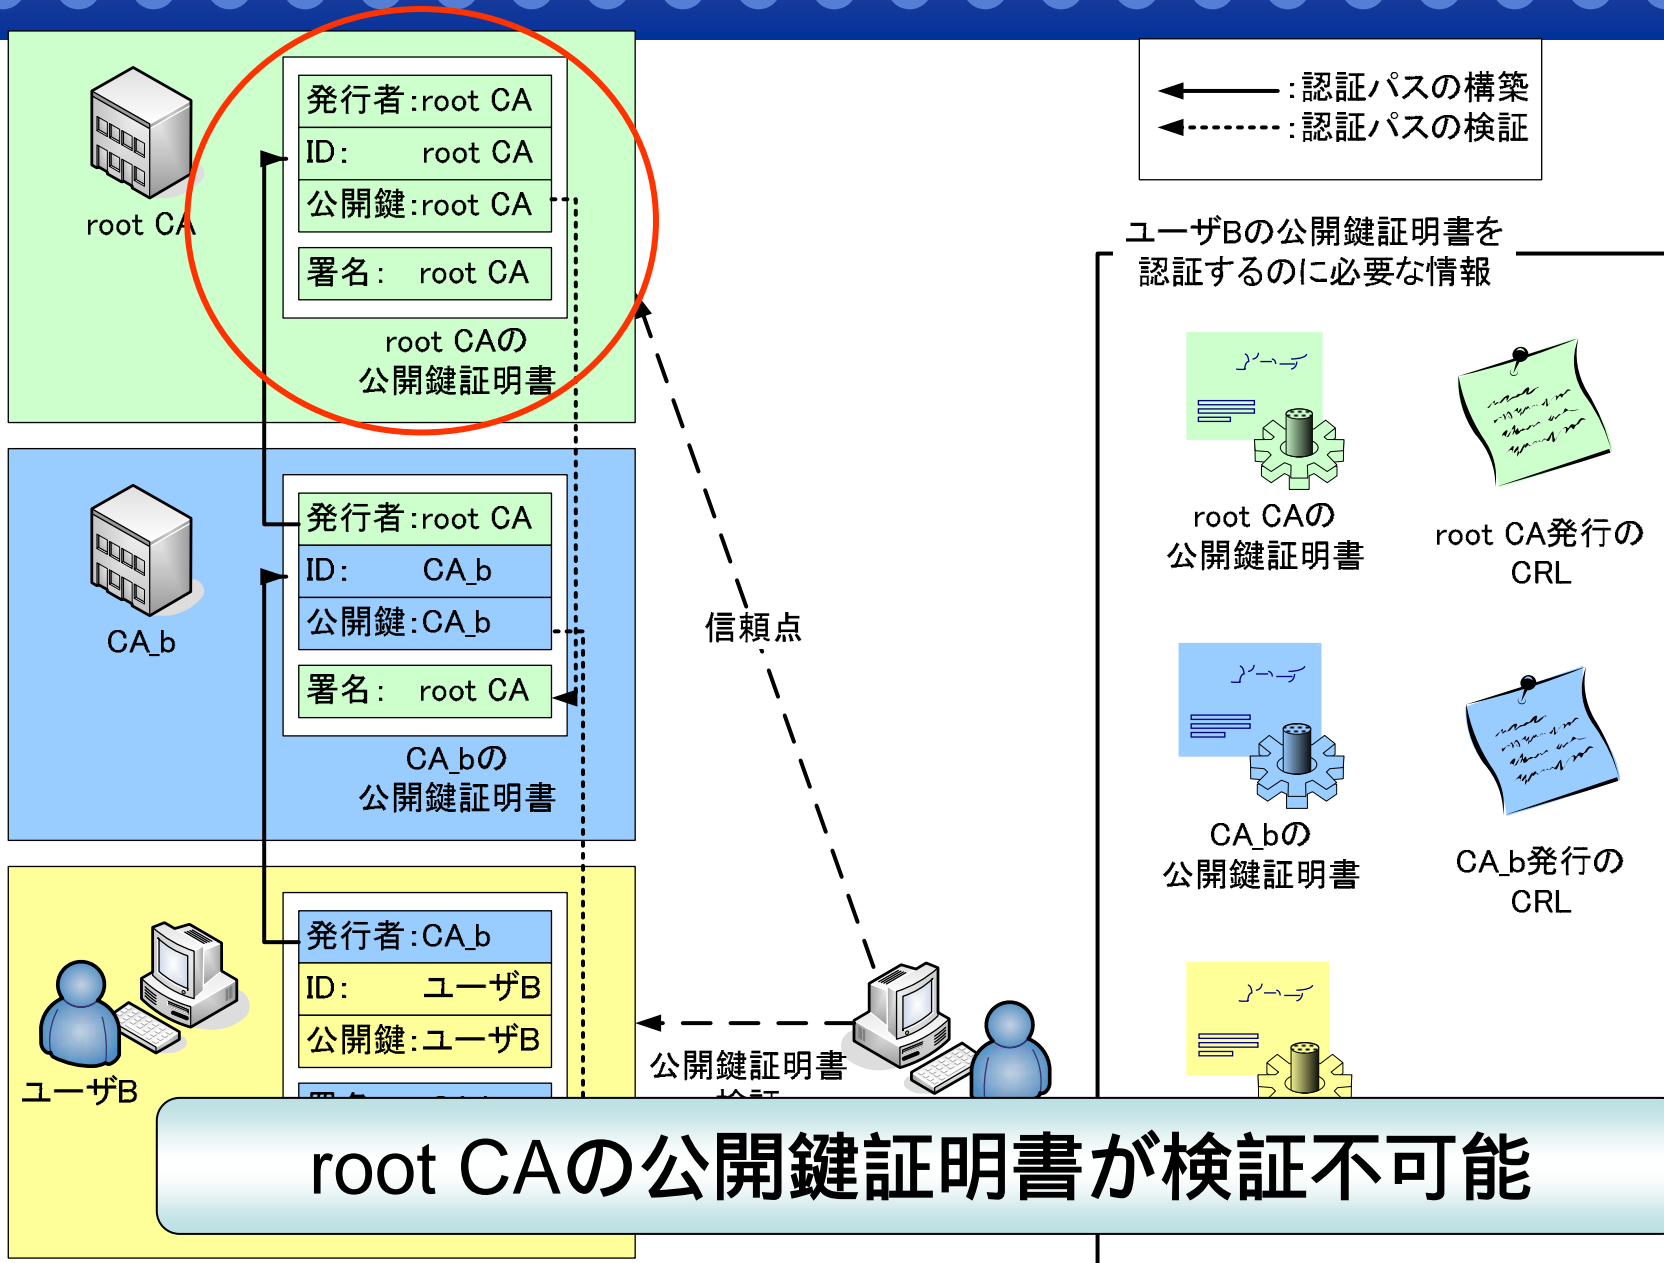 発行者:root CA
ID: root CA
公開鍵:root CA
署名: root CA
root CA
root CAの
公開鍵証明書
発行者:root CA
ID: CA_b
公開鍵:CA_b
署名: root CA
CA_b
CA_bの
公開鍵証明書
発行者:CA_b
ID: ユーザB
公開鍵:ユーザB
ユーザB
信頼点
公開鍵証明書
:認証パスの構築
:認証パスの検証
ユーザBの公開鍵証明書を
認証するのに必要な情報
root CAの
公開鍵証明書
root CA発行の
CRL
CA_bの
公開鍵証明書
CA_b発行の
CRL
root CAの公開鍵証明書が検証不可能